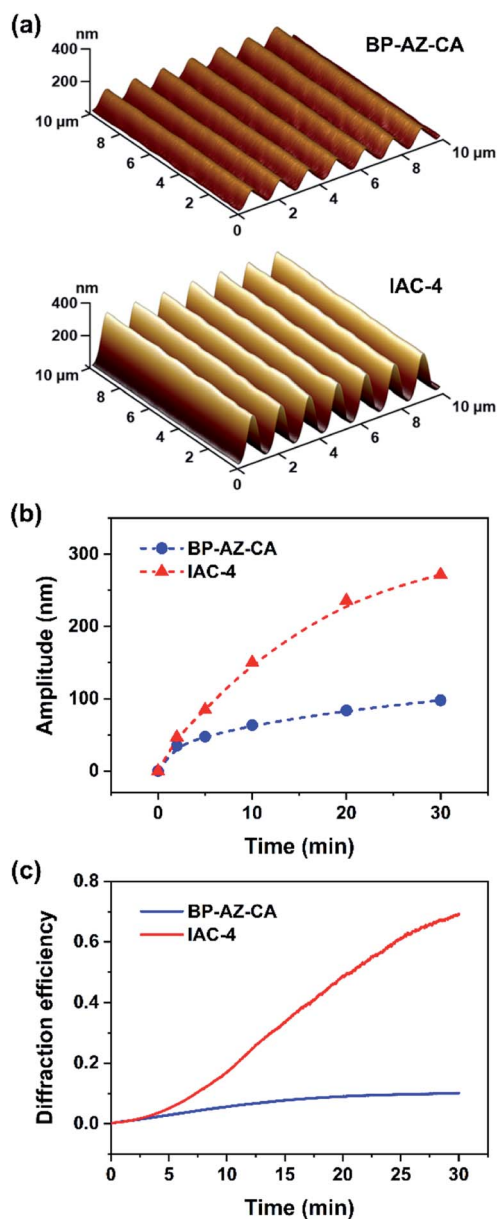 (a)
BP-AZ-CA
nm
400
200
10 µm
8
6
4
2
0
2
4
6
8
10 µm
IAC-4
nm
400
200
10 µm
8
6
4
2
0
2
4
6
8
10 µm
(b)
BP-AZ-CA
IAC-4
300
200
100
0
Amplitude (nm)
0 10 20 30
Time (min)
(c)
BP-AZ-CA
IAC-4
0.8
0.6
0.4
0.2
0.0
Diffraction efficiency
0 5 10 15 20 25 30
Time (min)